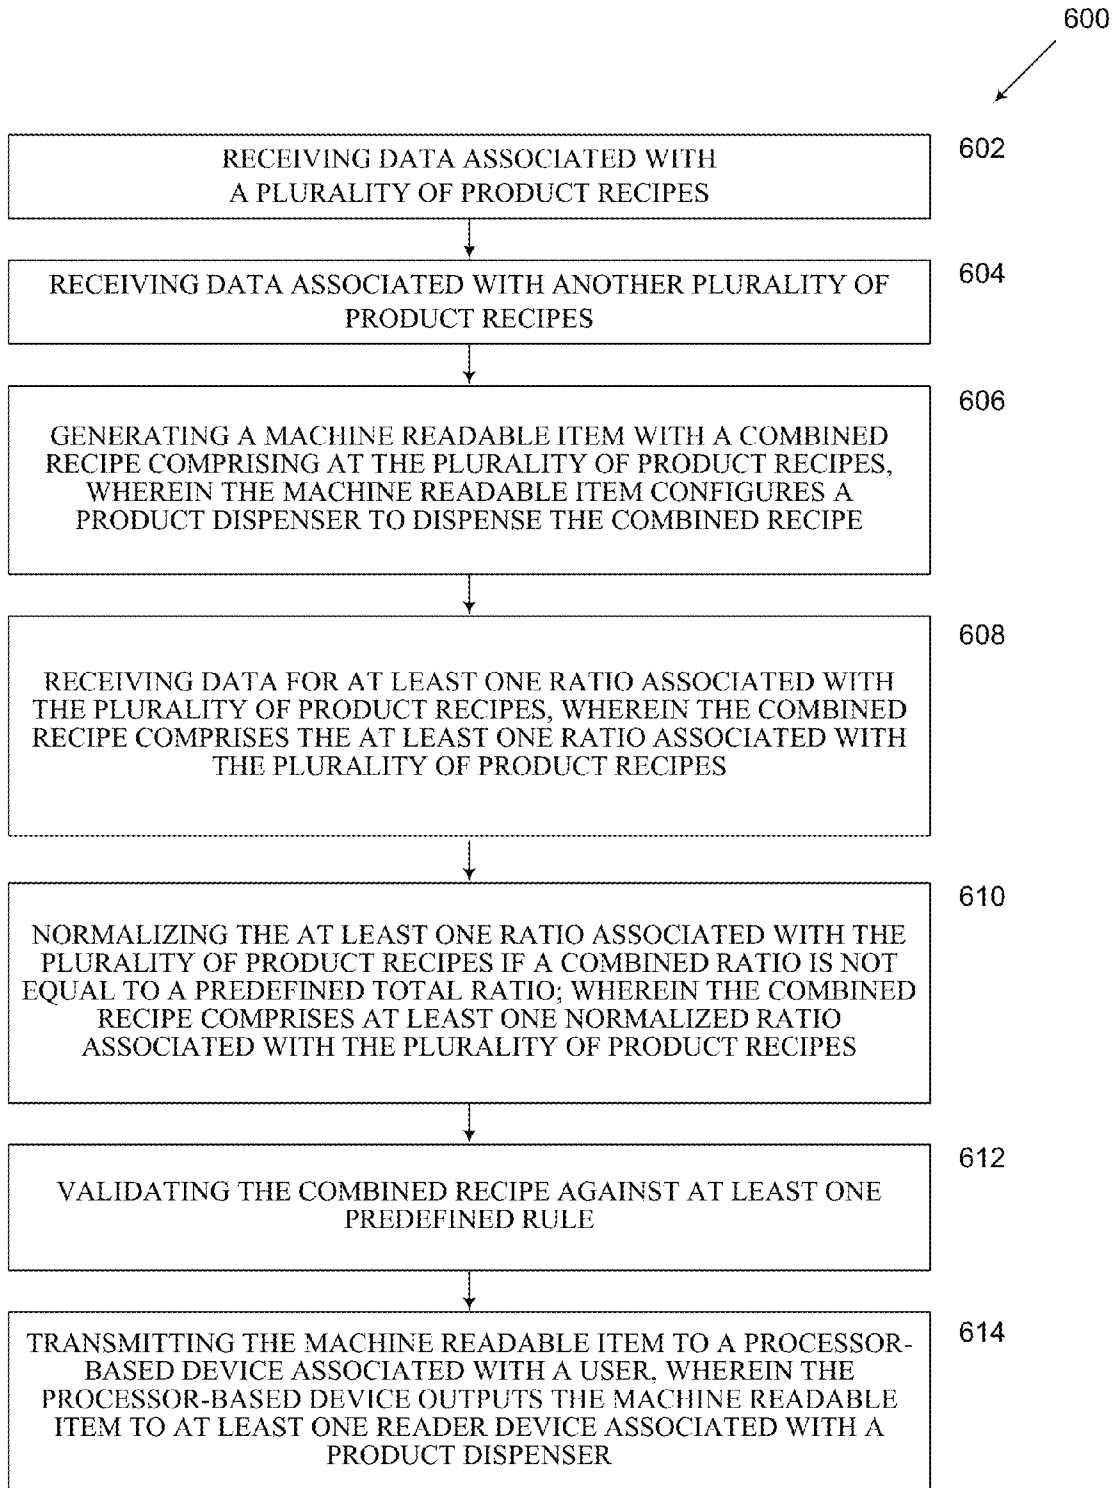 600
RECEIVING DATA ASSOCIATED WITH
A PLURALITY OF PRODUCT RECIPES
602
RECEIVING DATA ASSOCIATED WITH ANOTHER PLURALITY OF
PRODUCT RECIPES
604
GENERATING A MACHINE READABLE ITEM WITH A COMBINED
RECIPE COMPRISING AT THE PLURALITY OF PRODUCT RECIPES,
WHEREIN THE MACHINE READABLE ITEM CONFIGURES A
PRODUCT DISPENSER TO DISPENSE THE COMBINED RECIPE
606
RECEIVING DATA FOR AT LEAST ONE RATIO ASSOCIATED WITH
THE PLURALITY OF PRODUCT RECIPES, WHEREIN THE COMBINED
RECIPE COMPRISES THE AT LEAST ONE RATIO ASSOCIATED WITH
THE PLURALITY OF PRODUCT RECIPES
608
NORMALIZING THE AT LEAST ONE RATIO ASSOCIATED WITH THE
PLURALITY OF PRODUCT RECIPES IF A COMBINED RATIO IS NOT
EQUAL TO A PREDEFINED TOTAL RATIO; WHEREIN THE COMBINED
RECIPE COMPRISES AT LEAST ONE NORMALIZED RATIO
ASSOCIATED WITH THE PLURALITY OF PRODUCT RECIPES
610
VALIDATING THE COMBINED RECIPE AGAINST AT LEAST ONE
PREDEFINED RULE
612
TRANSMITTING THE MACHINE READABLE ITEM TO A PROCESSOR-
BASED DEVICE ASSOCIATED WITH A USER, WHEREIN THE
PROCESSOR-BASED DEVICE OUTPUTS THE MACHINE READABLE
ITEM TO AT LEAST ONE READER DEVICE ASSOCIATED WITH A
PRODUCT DISPENSER
614